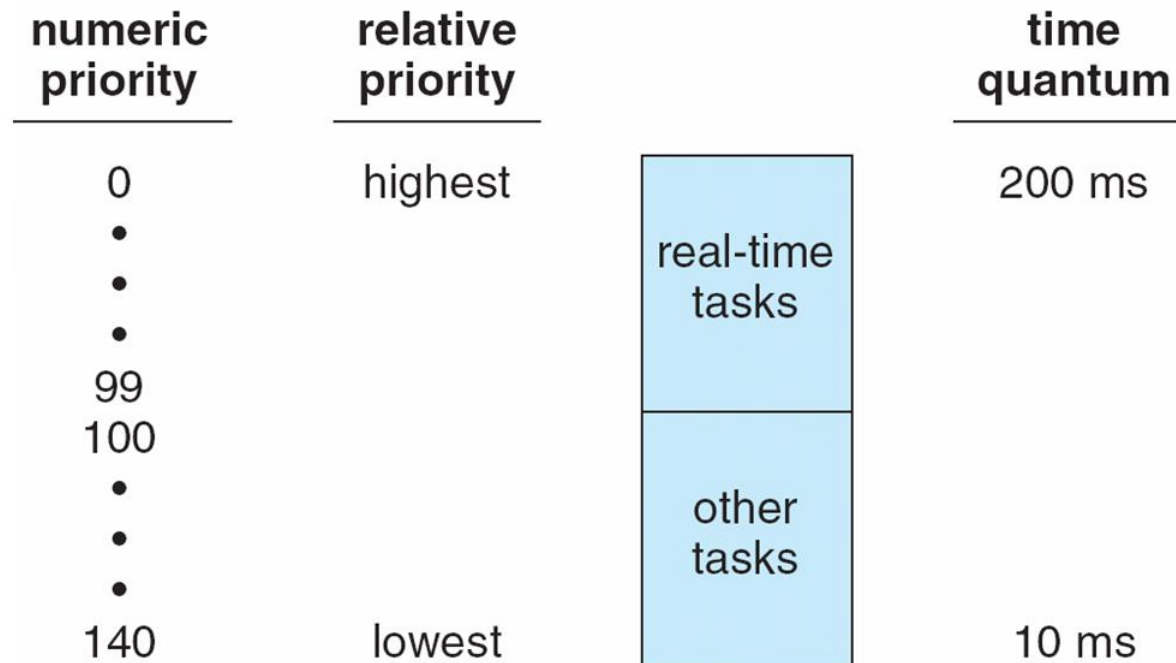 numeric priority
relative priority
time quantum
0 highest 200 ms
real-time tasks
99
100
other tasks
140 lowest 10 ms